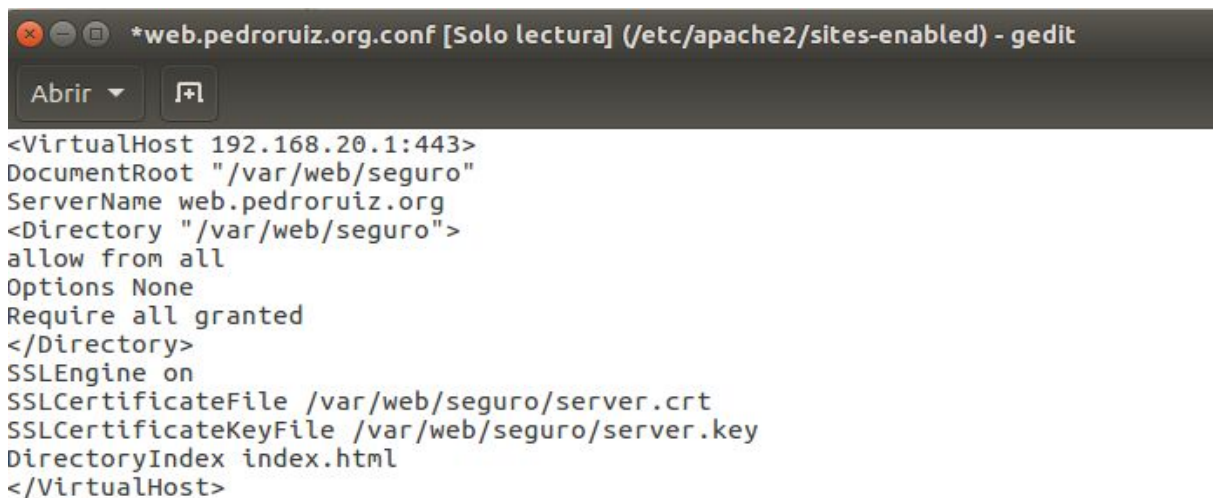 *web.pedroruiz.org.conf [Solo lectura] (/etc/apache2/sites-enabled) - gedit
Abrir
<VirtualHost 192.168.20.1:443>
DocumentRoot "/var/web/seguro"
ServerName web.pedroruiz.org
<Directory "/var/web/seguro">
allow from all
Options None
Require all granted
</Directory>
SSLEngine on
SSLCertificateFile /var/web/seguro/server.crt
SSLCertificateKeyFile /var/web/seguro/server.key
DirectoryIndex index.html
</VirtualHost>